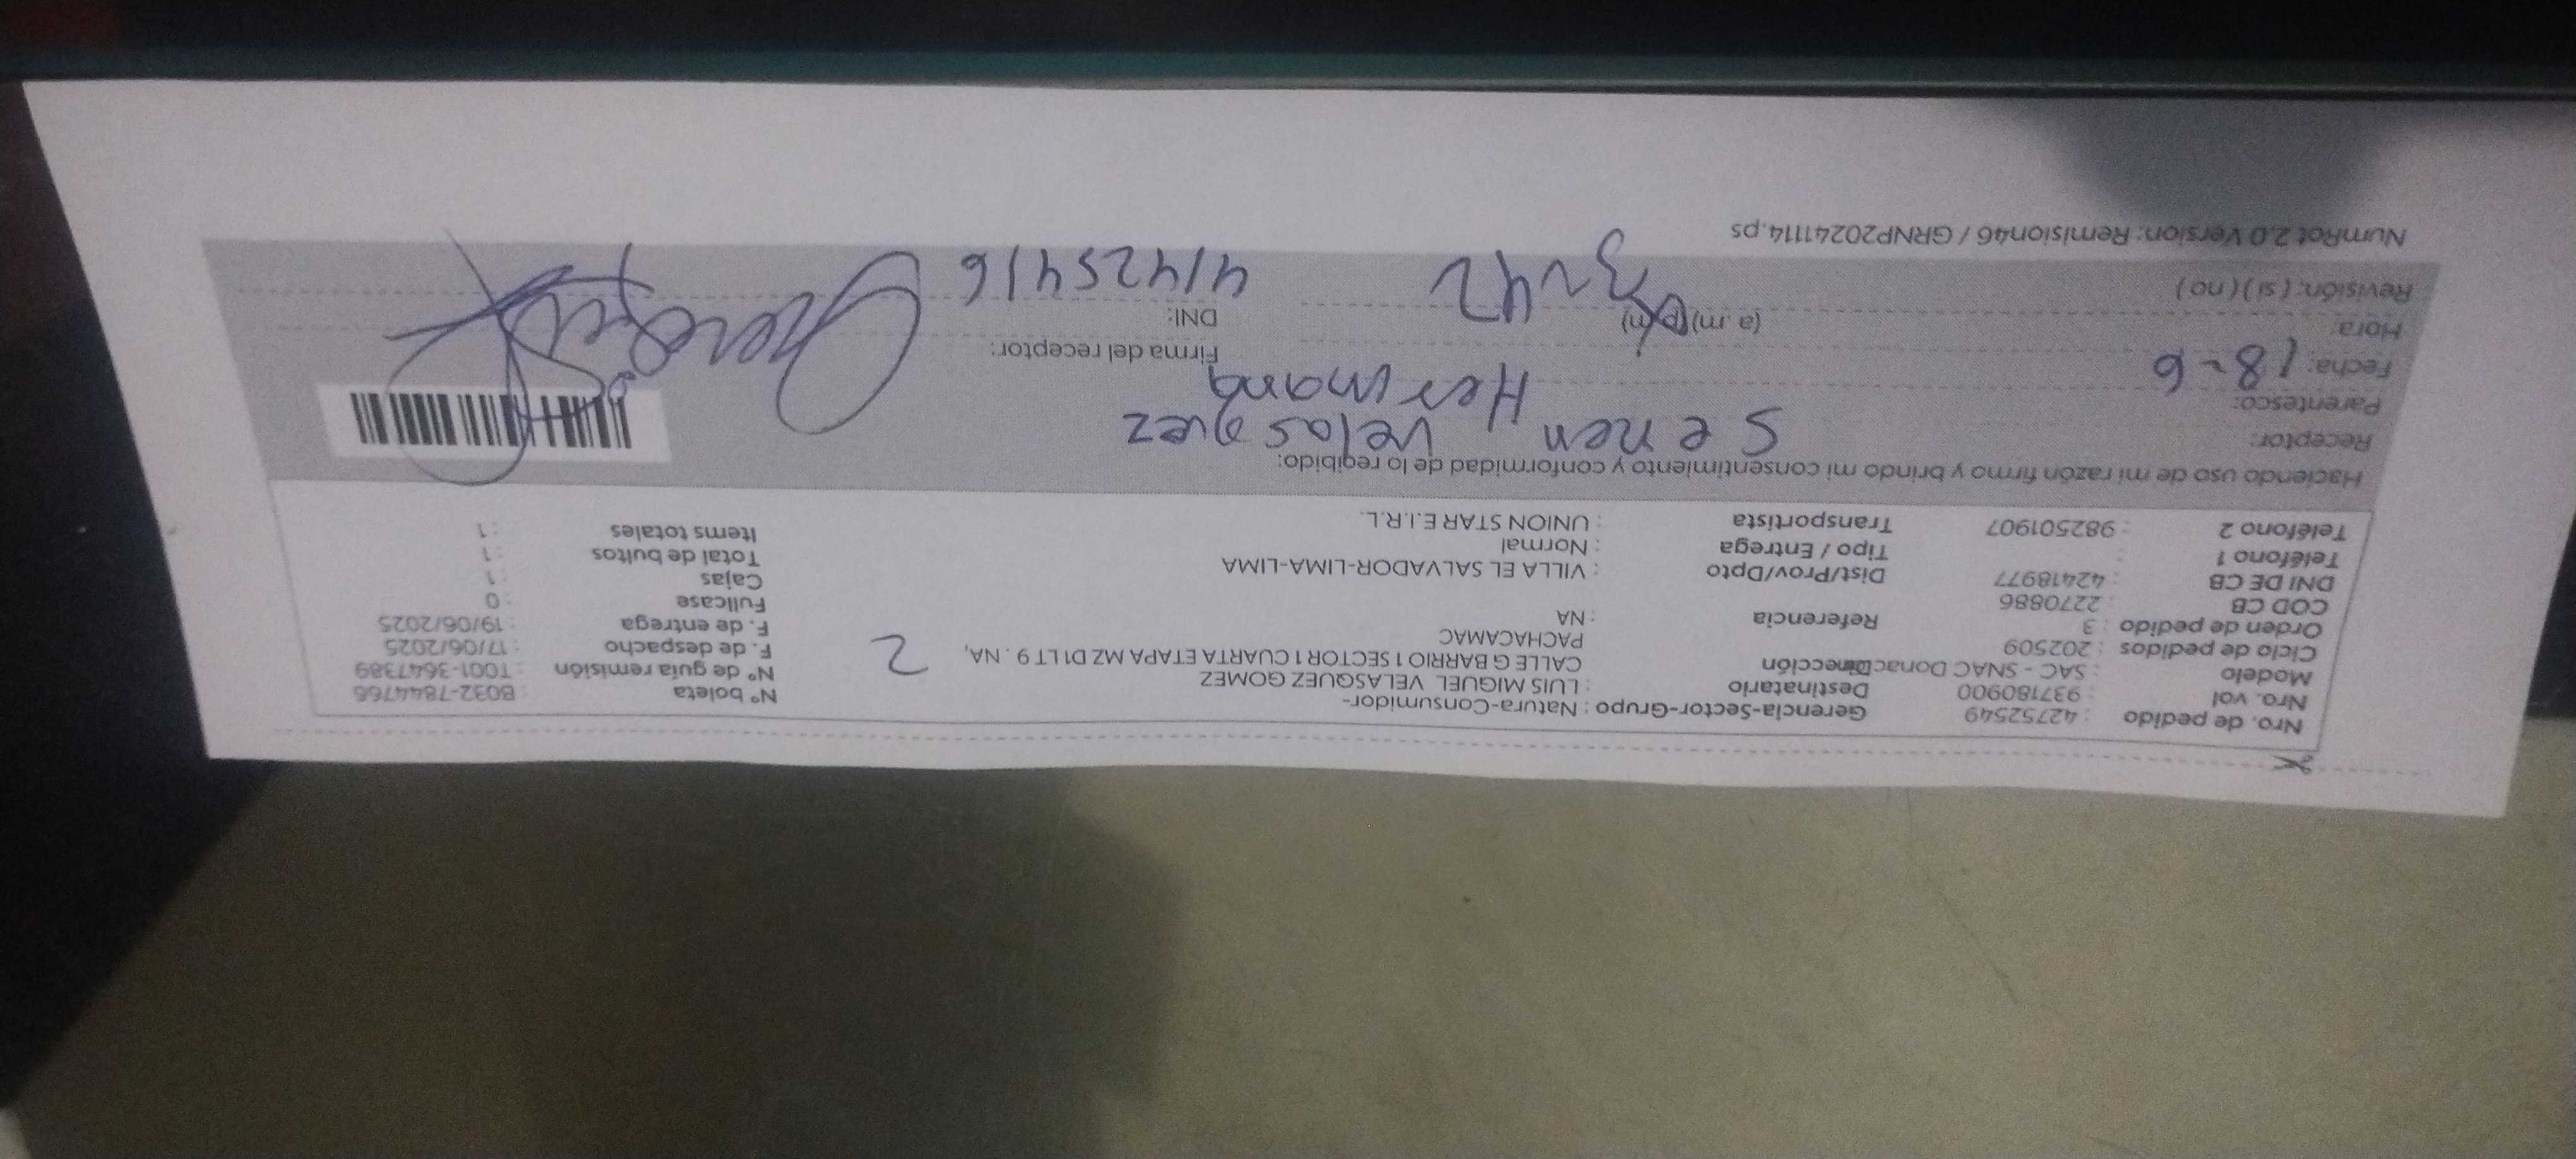 Nro. de pedido : 42752549 Gerencia-Sector-Grupo : Natura-Consumidor- Nº boleta : B032-7844766
Nro. vol : 937180900 Destinatario : LUIS MIGUEL VELASQUEZ GOMEZ Nº de guía remisión : T001-3647389
Modelo : SAC - SNAC Donac Dirección CALLE G BARRIO 1 SECTOR 1 CUARTA ETAPA MZ D1 LT 9 . NA, 2 F. de despacho : 17/06/2025
Ciclo de pedidos : 202509 PACHACAMAC F. de entrega : 19/06/2025
Orden de pedido : 3 Referencia : NA Fullcase : 0
COD CB : 2270886 Cajas : 1
DNI DE CB : 42418977 Dist/Prov/Dpto : VILLA EL SALVADOR-LIMA-LIMA Total de bultos : 1
Teléfono 1 : Tipo / Entrega : Normal Items totales : 1
Teléfono 2 : 982501907 Transportista : UNION STAR E.I.R.L.
Haciendo uso de mi razón firmo y brindo mi consentimiento y conformidad de lo recibido:
Receptor: Senen Velasquez
Parentesco: Hermana
Fecha: 18-6 Firma del receptor:
Hora: (a.m) (p.m) DNI:
Revisión: (si) (no) 3~42 41425416
NumRot 2.0 Version: Remision46 / GRNP20241114.ps